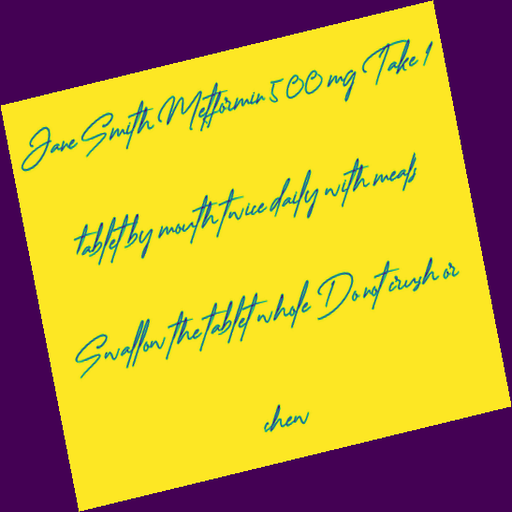 Jane Smith Metformin 500 mg Take 1
tablet by mouth twice daily with meals
Swallow the tablet whole Do not crush or
chew